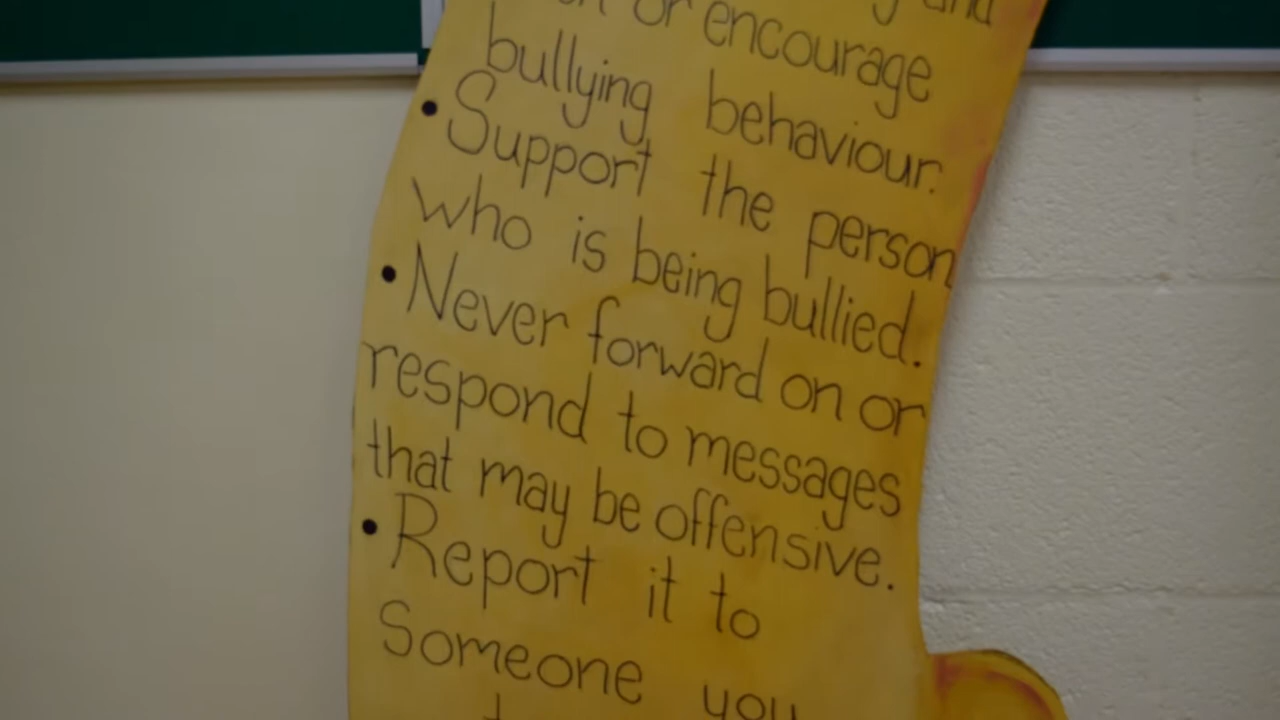 or encourage
bullying behaviour.
• Support the person
who is being bullied.
• Never forward on or
respond to messages
that may be offensive.
• Report it to
Someone you